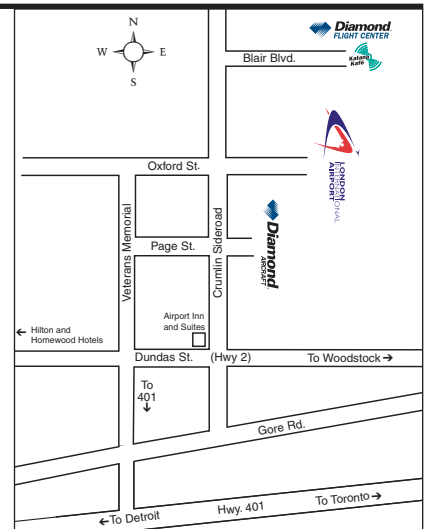 Diamond
FLIGHT CENTER
N
W
E
S
Blair Blvd.
Katana
Kafé
Oxford St.
LONDON
INTERNATIONAL
AIRPORT
Veterans Memorial
Crumlin Sideroad
Diamond
AIRCRAFT
Page St.
Airport Inn
and Suites
← Hilton and
Homewood Hotels
Dundas St. (Hwy 2) To Woodstock →
To
401
↓
Gore Rd.
←To Detroit Hwy. 401 To Toronto →